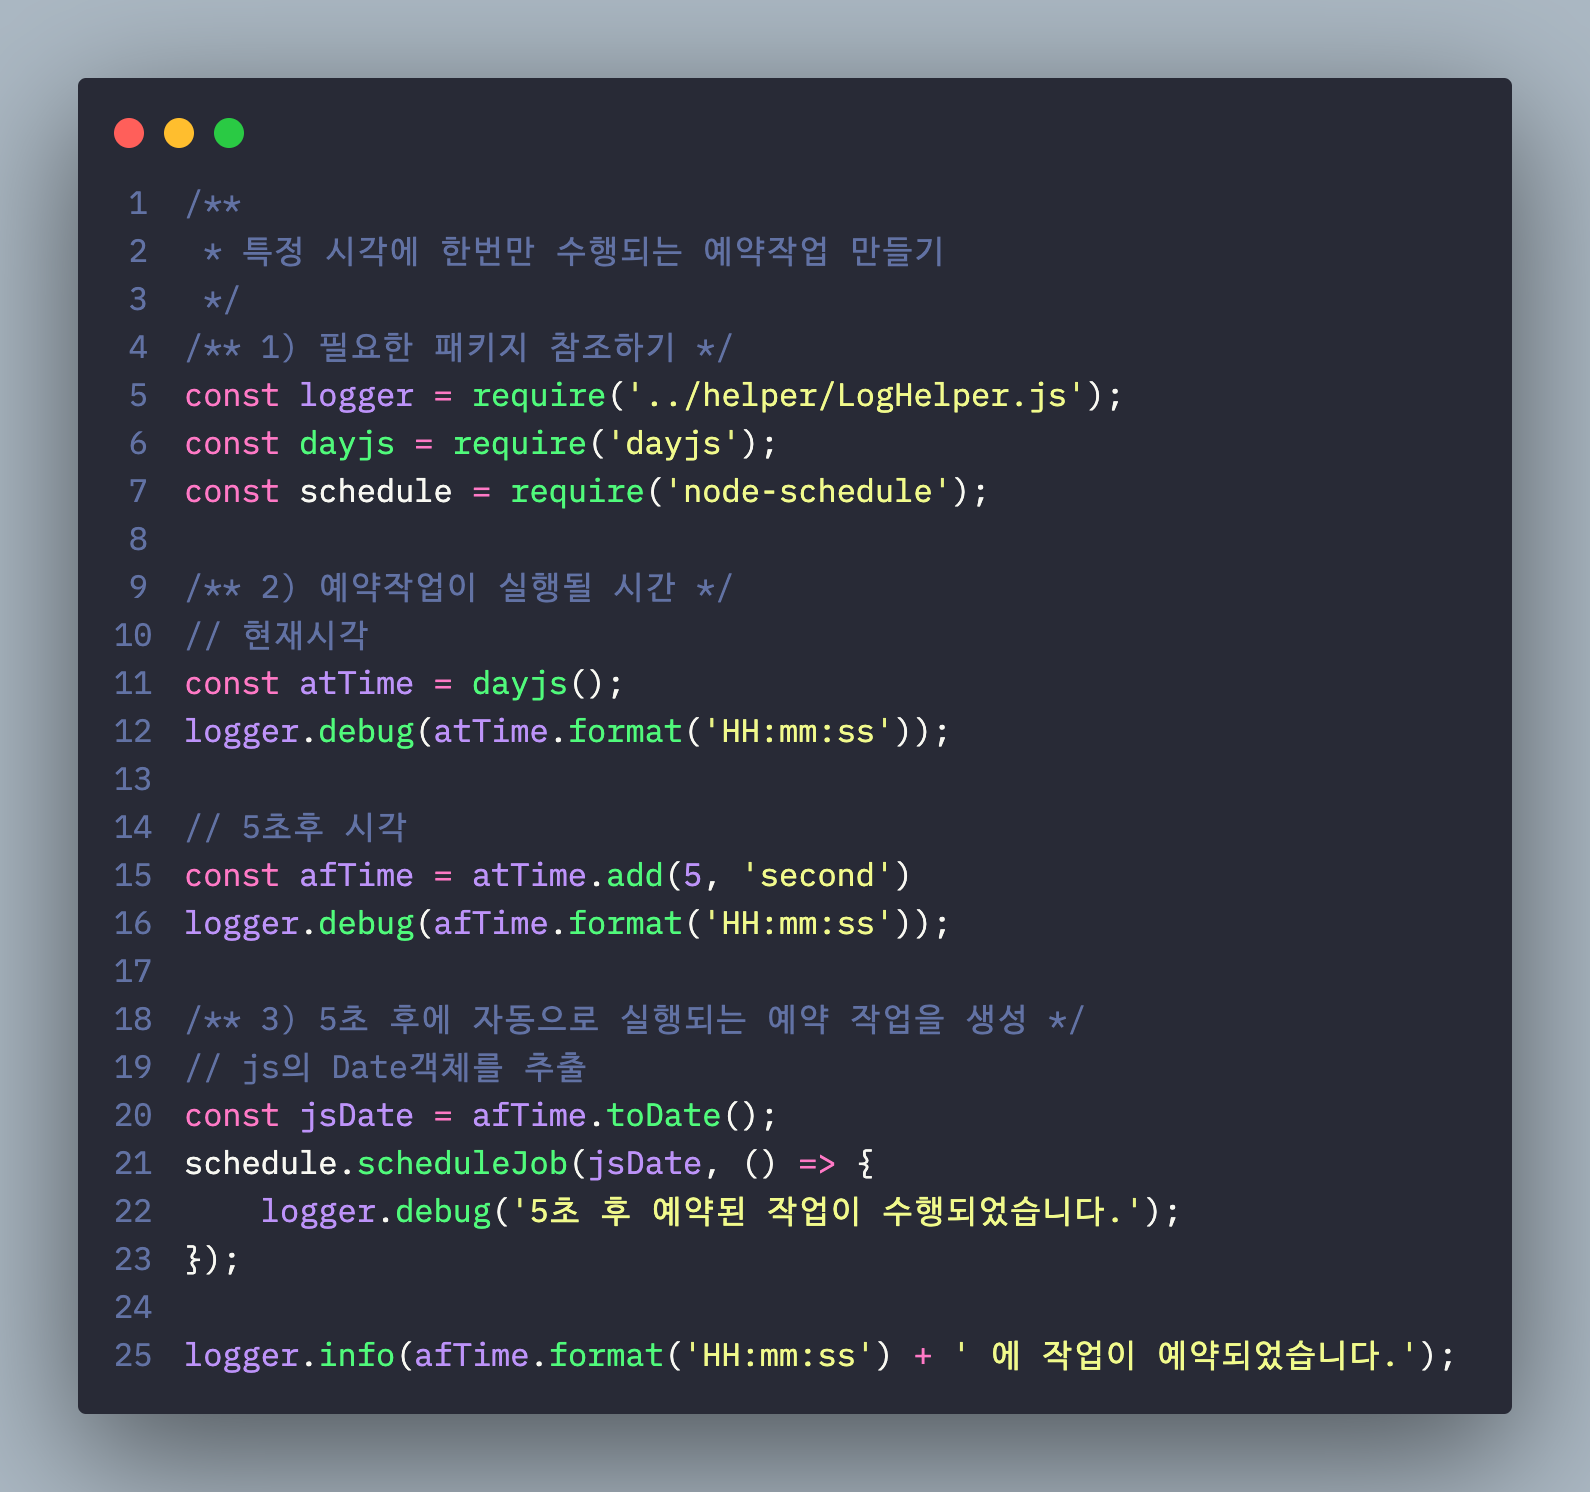 1 /**
2  * 특정 시각에 한번만 수행되는 예약작업 만들기
3  */
4 /** 1) 필요한 패키지 참조하기 */
5 const logger = require('../helper/LogHelper.js');
6 const dayjs = require('dayjs');
7 const schedule = require('node-schedule');
8
9 /** 2) 예약작업이 실행될 시간 */
10 // 현재시각
11 const atTime = dayjs();
12 logger.debug(atTime.format('HH:mm:ss'));
13
14 // 5초후 시각
15 const afTime = atTime.add(5, 'second')
16 logger.debug(afTime.format('HH:mm:ss'));
17
18 /** 3) 5초 후에 자동으로 실행되는 예약 작업을 생성 */
19 // js의 Date객체를 추출
20 const jsDate = afTime.toDate();
21 schedule.scheduleJob(jsDate, () => {
22     logger.debug('5초 후 예약된 작업이 수행되었습니다.');
23 });
24
25 logger.info(afTime.format('HH:mm:ss') + ' 에 작업이 예약되었습니다.');